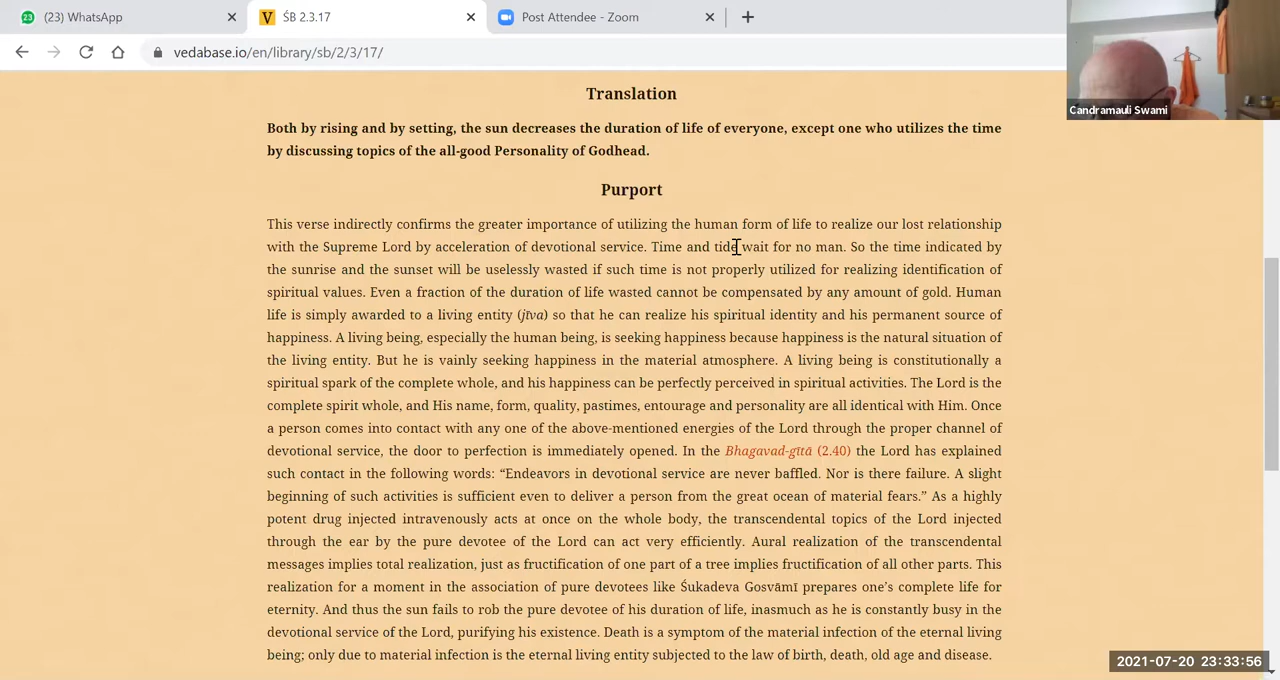 23
(23) WhatsApp
V
ŚB 2.3.17
Post Attendee - Zoom
vedabase.io/en/library/sb/2/3/17/
Candramauli Swami
Translation
Both by rising and by setting, the sun decreases the duration of life of everyone, except one who utilizes the time
by discussing topics of the all-good Personality of Godhead.
Purport
This verse indirectly confirms the greater importance of utilizing the human form of life to realize our lost relationship
with the Supreme Lord by acceleration of devotional service. Time and tide wait for no man. So the time indicated by
the sunrise and the sunset will be uselessly wasted if such time is not properly utilized for realizing identification of
spiritual values. Even a fraction of the duration of life wasted cannot be compensated by any amount of gold. Human
life is simply awarded to a living entity (jīva) so that he can realize his spiritual identity and his permanent source of
happiness. A living being, especially the human being, is seeking happiness because happiness is the natural situation of
the living entity. But he is vainly seeking happiness in the material atmosphere. A living being is constitutionally a
spiritual spark of the complete whole, and his happiness can be perfectly perceived in spiritual activities. The Lord is the
complete spirit whole, and His name, form, quality, pastimes, entourage and personality are all identical with Him. Once
a person comes into contact with any one of the above-mentioned energies of the Lord through the proper channel of
devotional service, the door to perfection is immediately opened. In the Bhagavad-gītā (2.40) the Lord has explained
such contact in the following words: “Endeavors in devotional service are never baffled. Nor is there failure. A slight
beginning of such activities is sufficient even to deliver a person from the great ocean of material fears.” As a highly
potent drug injected intravenously acts at once on the whole body, the transcendental topics of the Lord injected
through the ear by the pure devotee of the Lord can act very efficiently. Aural realization of the transcendental
messages implies total realization, just as fructification of one part of a tree implies fructification of all other parts. This
realization for a moment in the association of pure devotees like Śukadeva Gosvāmī prepares one’s complete life for
eternity. And thus the sun fails to rob the pure devotee of his duration of life, inasmuch as he is constantly busy in the
devotional service of the Lord, purifying his existence. Death is a symptom of the material infection of the eternal living
being; only due to material infection is the eternal living entity subjected to the law of birth, death, old age and disease.
2021-07-20 23:33:56